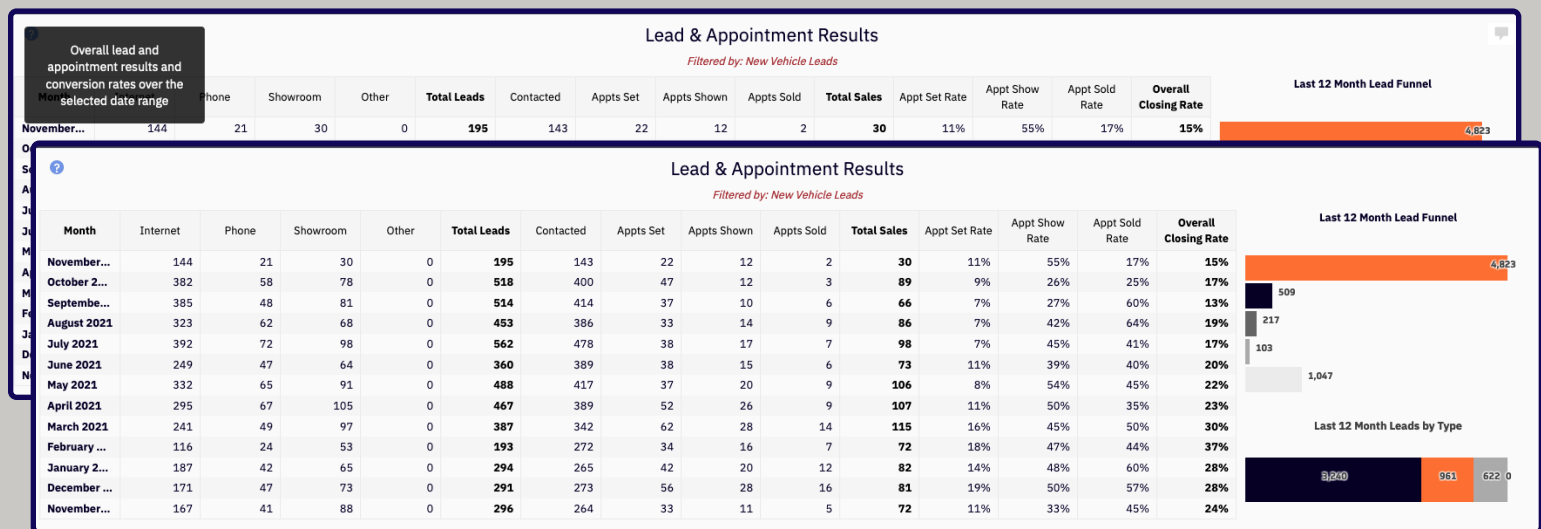 Overall lead and
appointment results and
conversion rates over the
selected date range
Lead & Appointment Results
Filtered by: New Vehicle Leads
Phone Showroom Other Total Leads Contacted Appts Set Appts Shown Appts Sold Total Sales Appt Set Rate Appt Show Rate Appt Sold Rate Overall Closing Rate
Last 12 Month Lead Funnel
November... 144 21 30 0 195 143 22 12 2 30 11% 55% 17% 15%
4,823
?
Lead & Appointment Results
Filtered by: New Vehicle Leads
Month Internet Phone Showroom Other Total Leads Contacted Appts Set Appts Shown Appts Sold Total Sales Appt Set Rate Appt Show Rate Appt Sold Rate Overall Closing Rate
November... 144 21 30 0 195 143 22 12 2 30 11% 55% 17% 15%
October 2... 382 58 78 0 518 400 47 12 3 89 9% 26% 25% 17%
Septembe... 385 48 81 0 514 414 37 10 6 66 7% 27% 60% 13%
August 2021 323 62 68 0 453 386 33 14 9 86 7% 42% 64% 19%
July 2021 392 72 98 0 562 478 38 17 7 98 7% 45% 41% 17%
June 2021 249 47 64 0 360 389 38 15 6 73 11% 39% 40% 20%
May 2021 332 65 91 0 488 417 37 20 9 106 8% 54% 45% 22%
April 2021 295 67 105 0 467 389 52 26 9 107 11% 50% 35% 23%
March 2021 241 49 97 0 387 342 62 28 14 115 16% 45% 50% 30%
February ... 116 24 53 0 193 272 34 16 7 72 18% 47% 44% 37%
January 2... 187 42 65 0 294 265 42 20 12 82 14% 48% 60% 28%
December ... 171 47 73 0 291 273 56 28 16 81 19% 50% 57% 28%
November... 167 41 88 0 296 264 33 11 5 72 11% 33% 45% 24%
Last 12 Month Lead Funnel
4,823
509
217
103
1,047
Last 12 Month Leads by Type
3,240 961 622 0